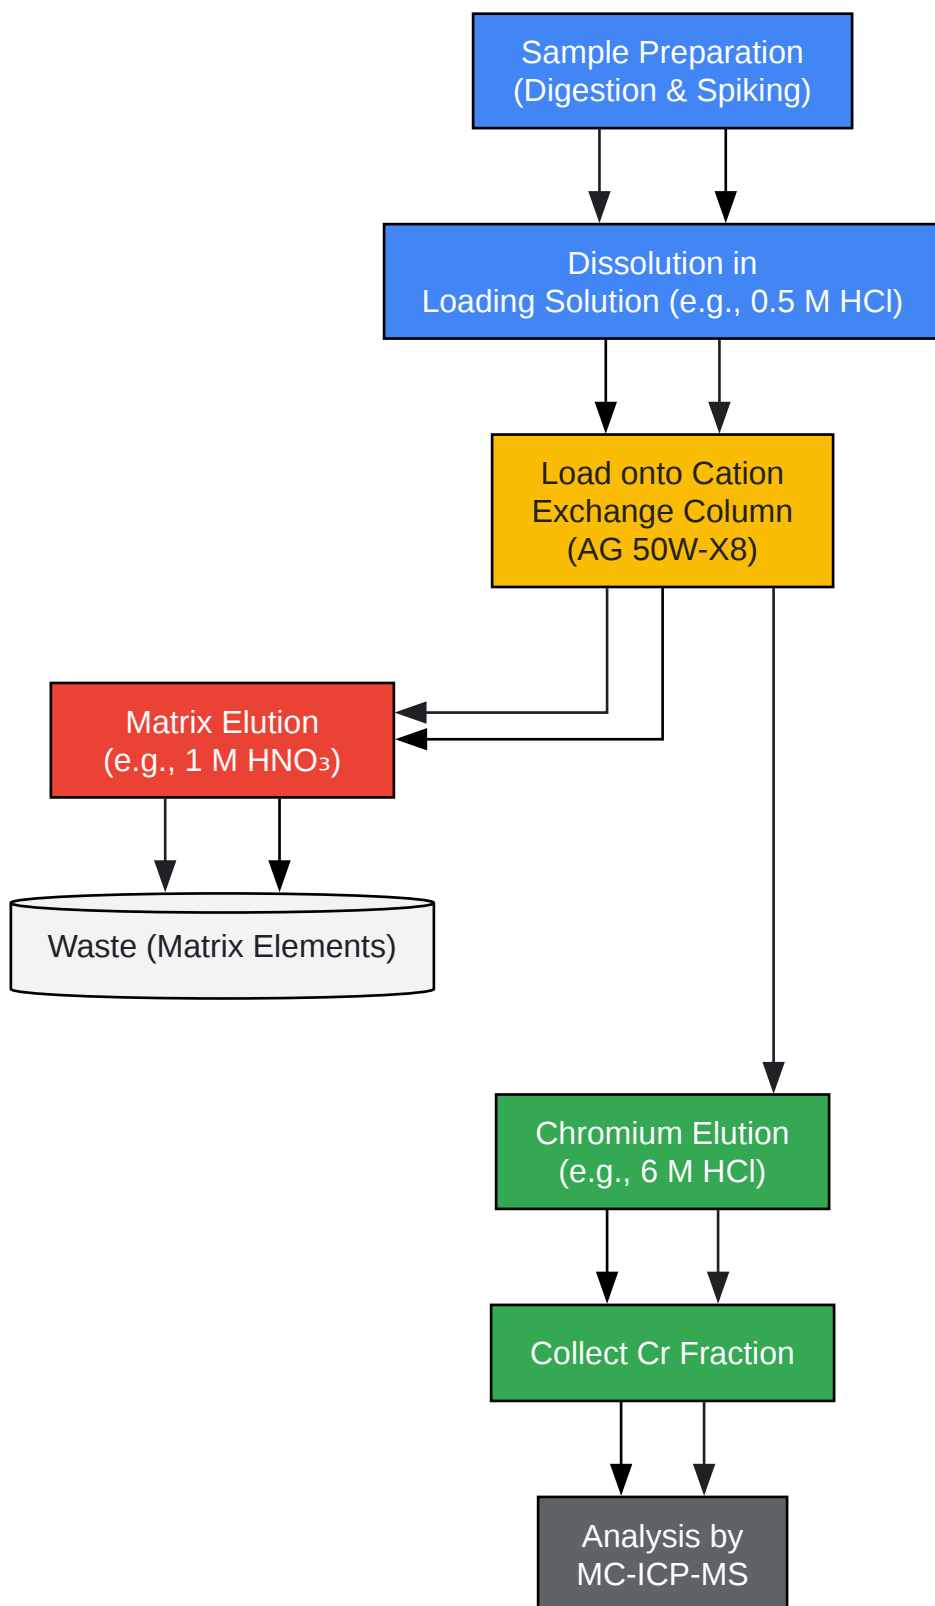 Sample Preparation
(Digestion & Spiking)
Dissolution in
Loading Solution (e.g., 0.5 M HCl)
Load onto Cation
Exchange Column
(AG 50W-X8)
Matrix Elution
(e.g., 1 M HNO₃)
Waste (Matrix Elements)
Chromium Elution
(e.g., 6 M HCl)
Collect Cr Fraction
Analysis by
MC-ICP-MS